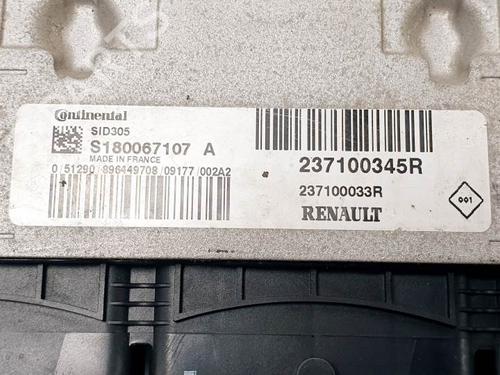 Continental
SID305
S180067107 A
MADE IN FRANCE
0 51290 896449708 09177 002A2
237100345R
237100033R
RENAULT
001